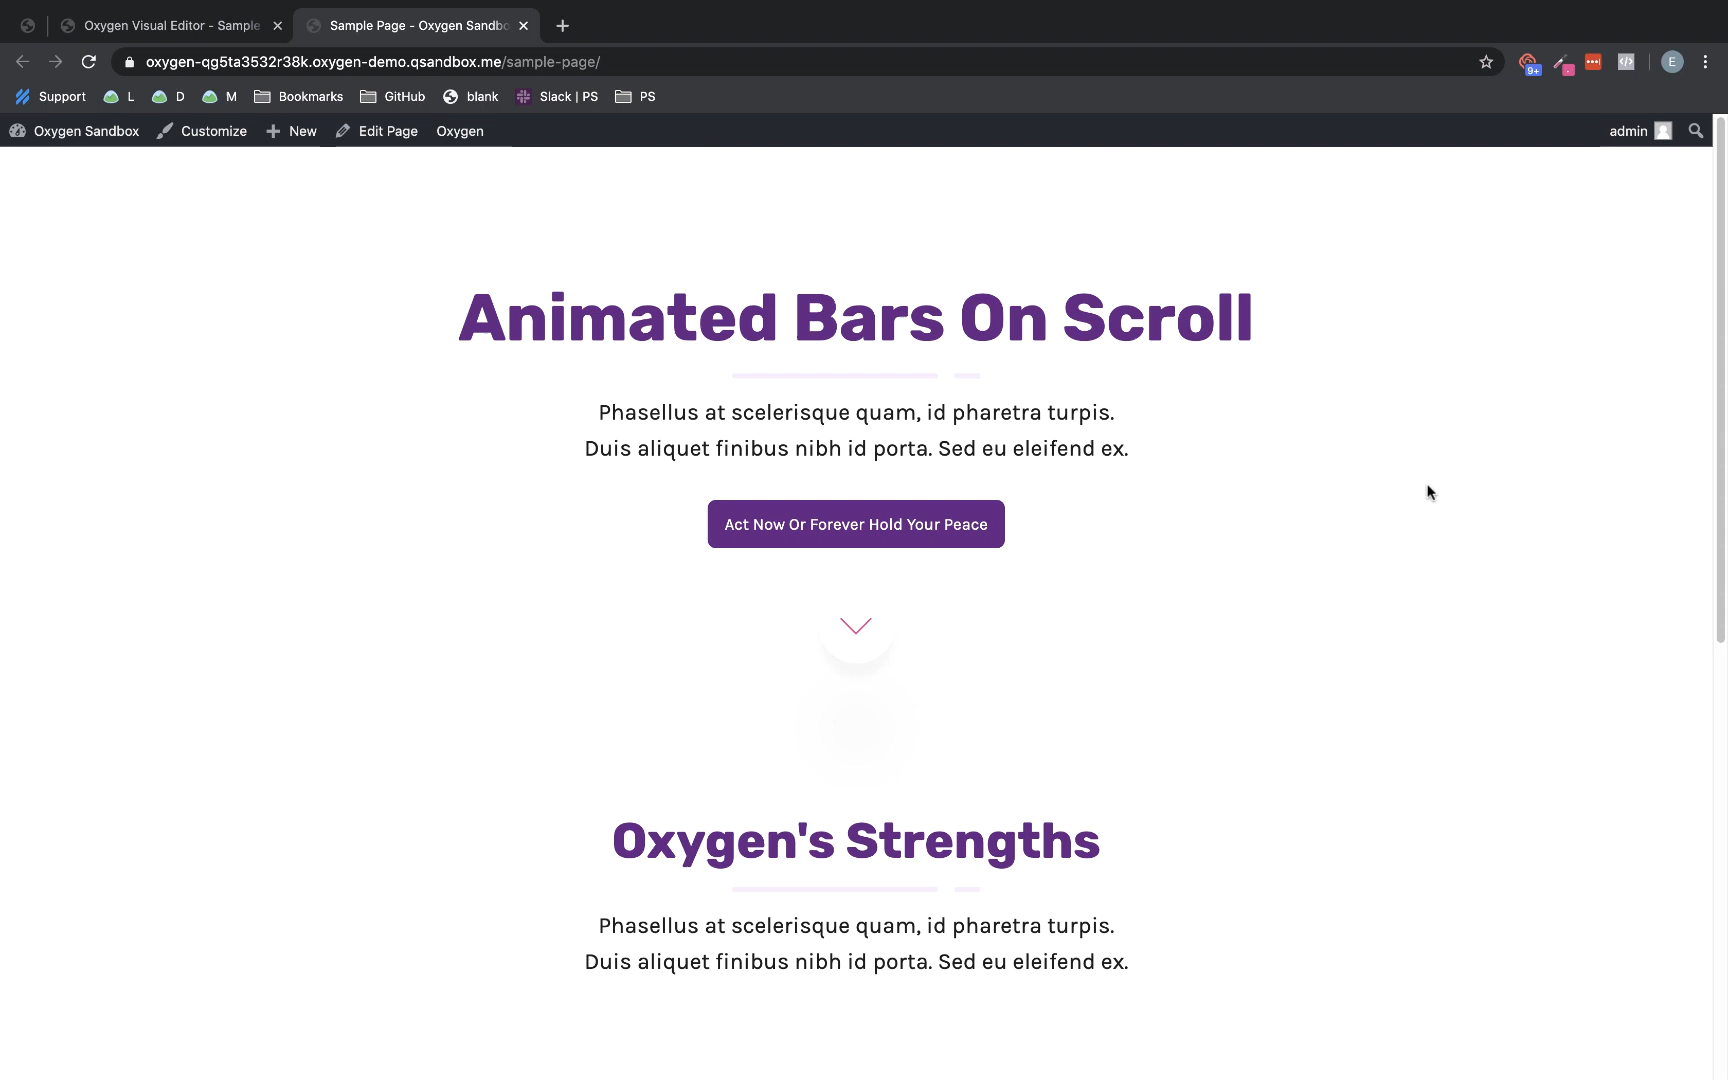 Oxygen Visual Editor - Sample
Sample Page - Oxygen Sandbo
oxygen-qg5ta3532r38k.oxygen-demo.qsandbox.me/sample-page/
9+
E
Support L D M Bookmarks GitHub blank Slack | PS PS
Oxygen Sandbox Customize New Edit Page Oxygen admin
Animated Bars On Scroll
Phasellus at scelerisque quam, id pharetra turpis.
Duis aliquet finibus nibh id porta. Sed eu eleifend ex.
Act Now Or Forever Hold Your Peace
Oxygen's Strengths
Phasellus at scelerisque quam, id pharetra turpis.
Duis aliquet finibus nibh id porta. Sed eu eleifend ex.